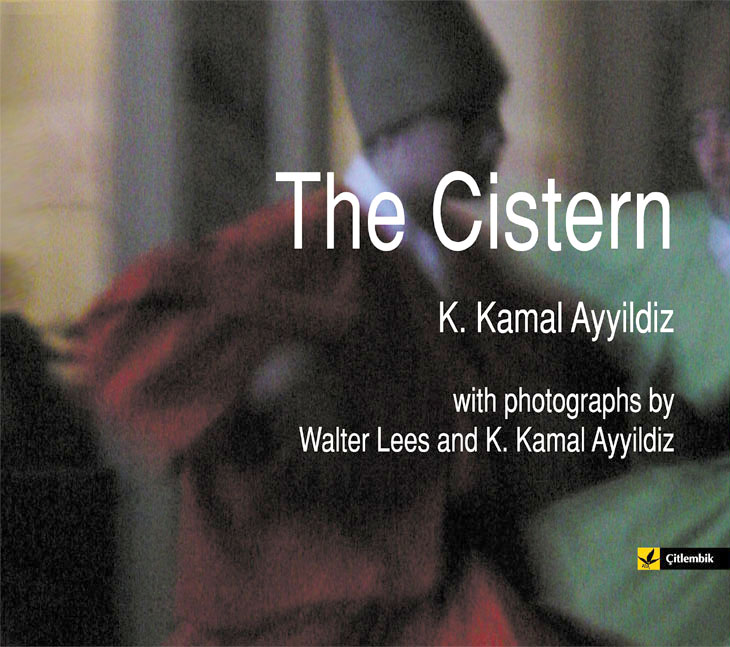 The Cistern
K. Kamal Ayyildiz
with photographs by
Walter Lees and K. Kamal Ayyildiz
Çitlembik